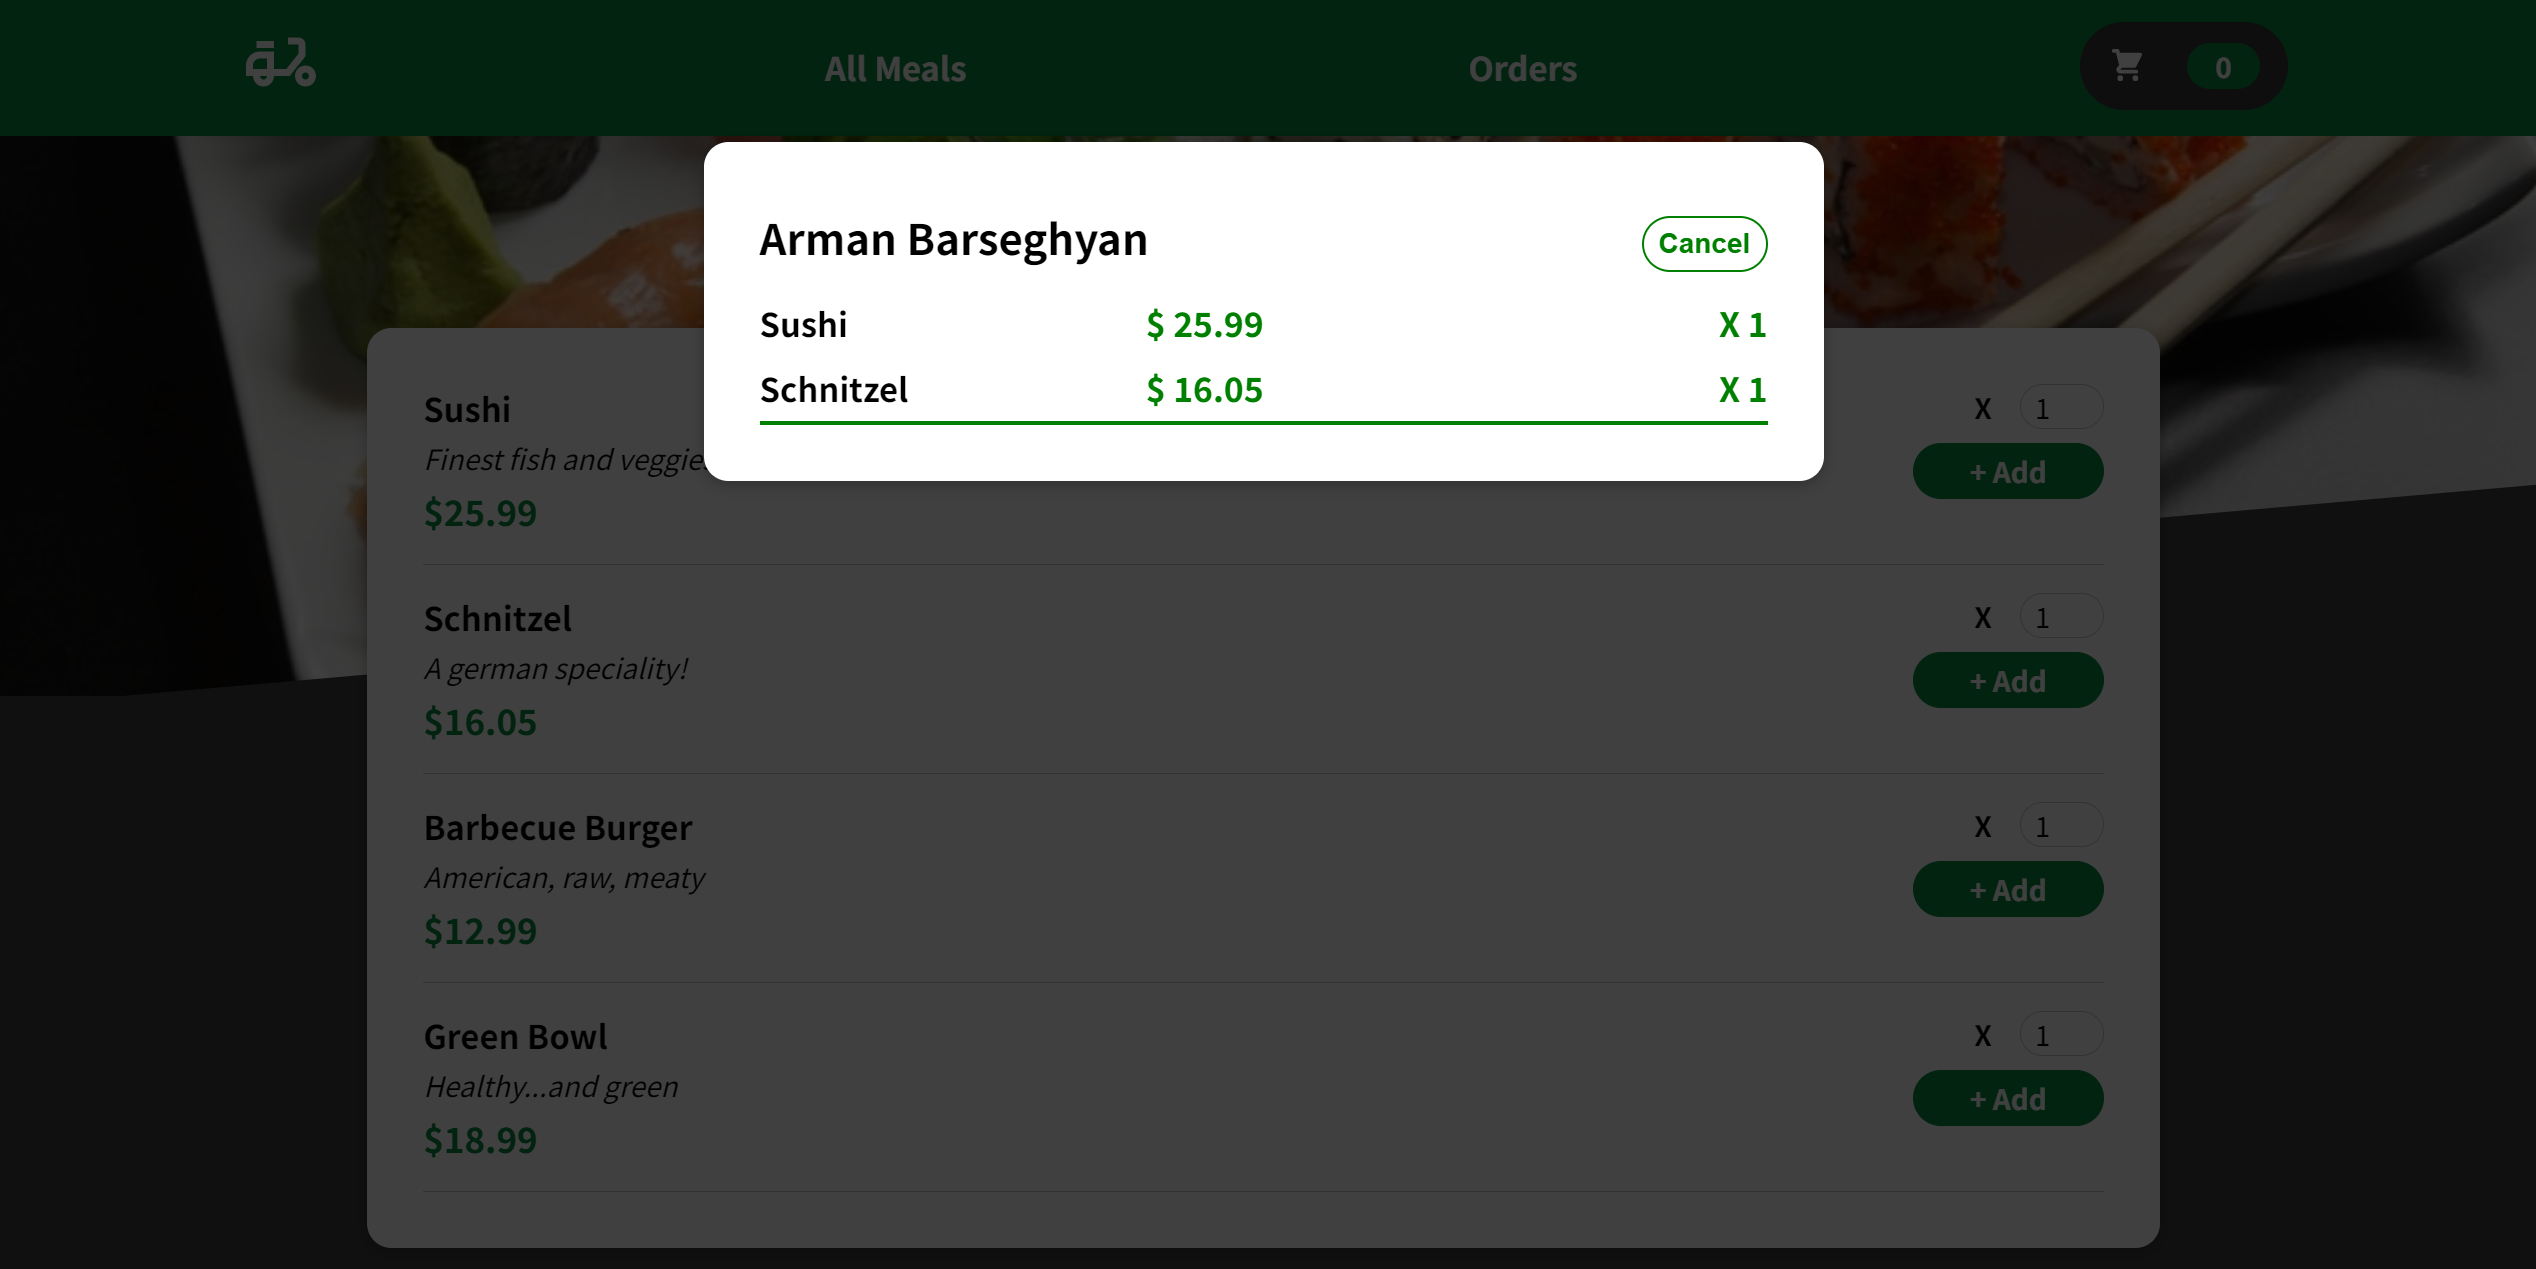 All Meals Orders 0
Arman Barseghyan Cancel
Sushi $ 25.99 X 1
Schnitzel $ 16.05 X 1
Sushi X 1
Finest fish and veggies
+ Add
$25.99
Schnitzel X 1
A german speciality!
+ Add
$16.05
Barbecue Burger X 1
American, raw, meaty
+ Add
$12.99
Green Bowl X 1
Healthy...and green
+ Add
$18.99